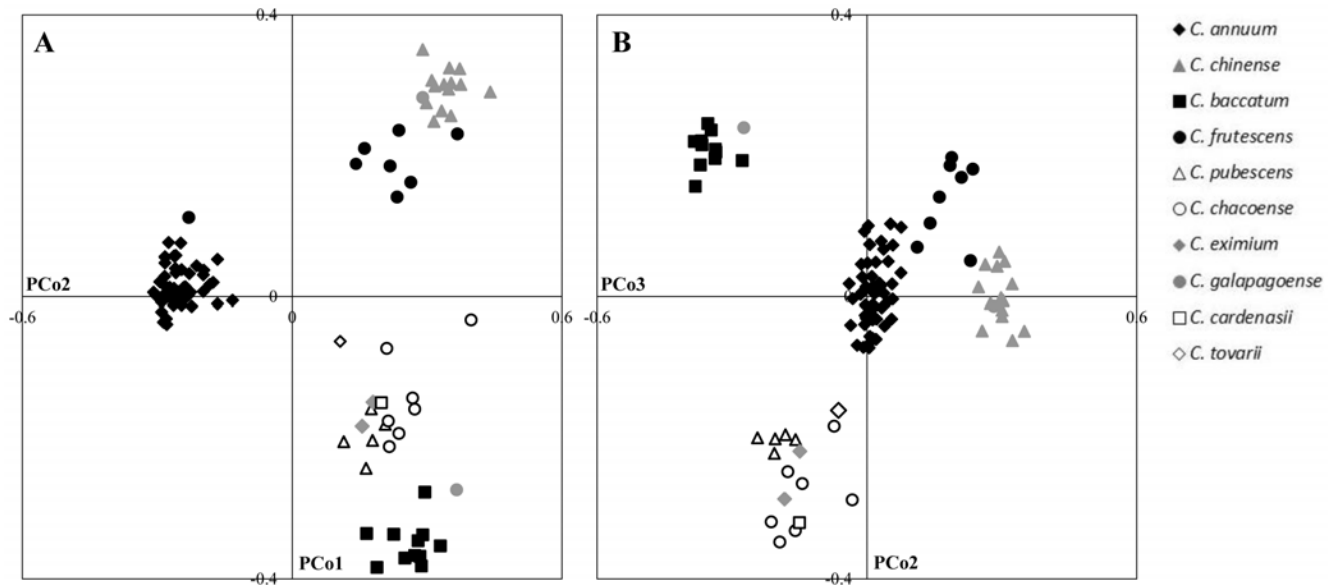 A
0.4
PCo2
-0.6
0
0.6
PCo1
-0.4
B
0.4
PCo3
-0.6
0
0.6
PCo2
-0.4
C. annuum
C. chinense
C. baccatum
C. frutescens
C. pubescens
C. chacoense
C. eximium
C. galapagoense
C. cardenasii
C. tovarii